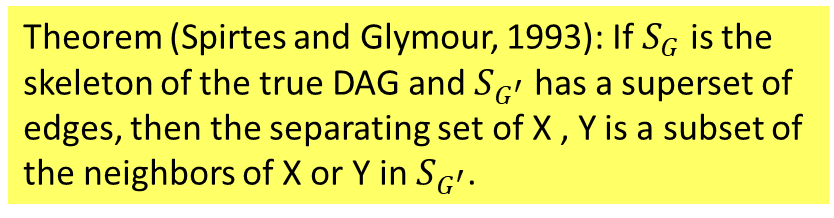 Theorem (Spirtes and Glymour, 1993): If $S_G$ is the
skeleton of the true DAG and $S_{G'}$ has a superset of
edges, then the separating set of X , Y is a subset of
the neighbors of X or Y in $S_{G'}$.